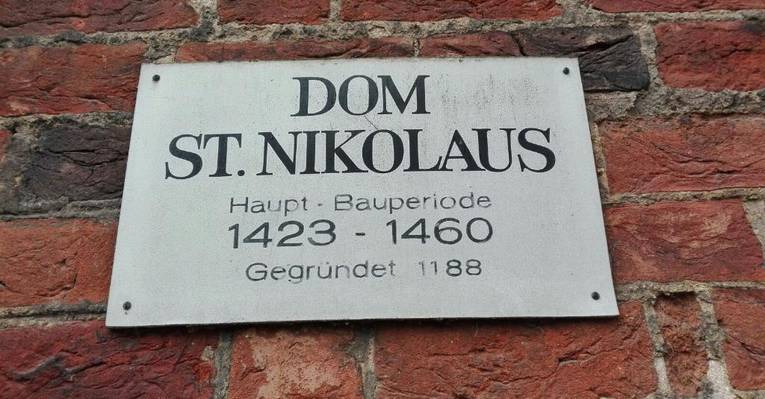 DOM
ST. NIKOLAUS
Haupt - Bauperiode
1423 - 1460
Gegründet 1188